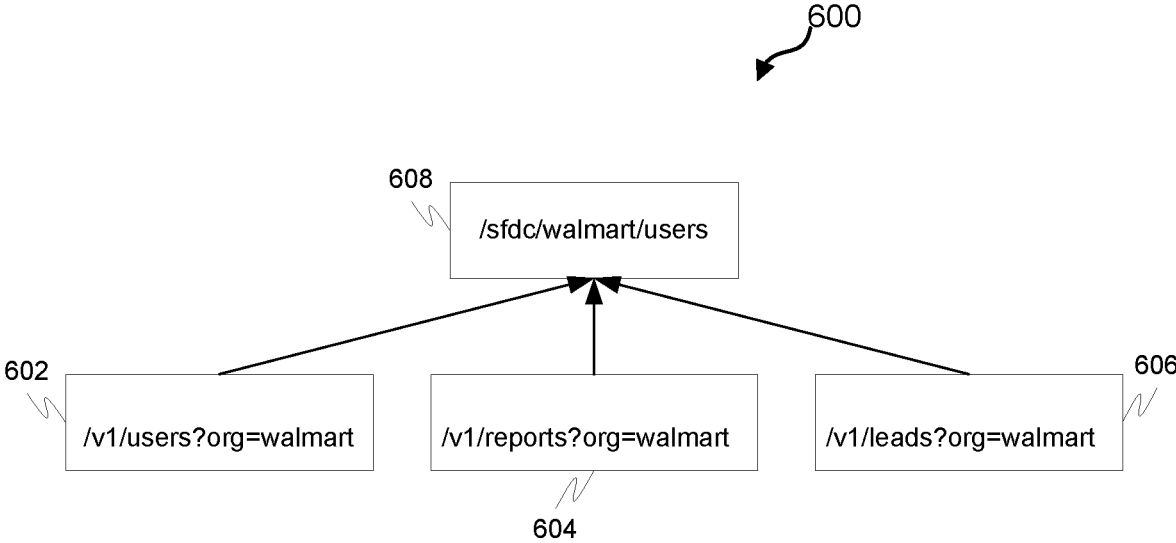 600
608
/sfdc/walmart/users
602
606
/v1/users?org=walmart
/v1/reports?org=walmart
/v1/leads?org=walmart
604